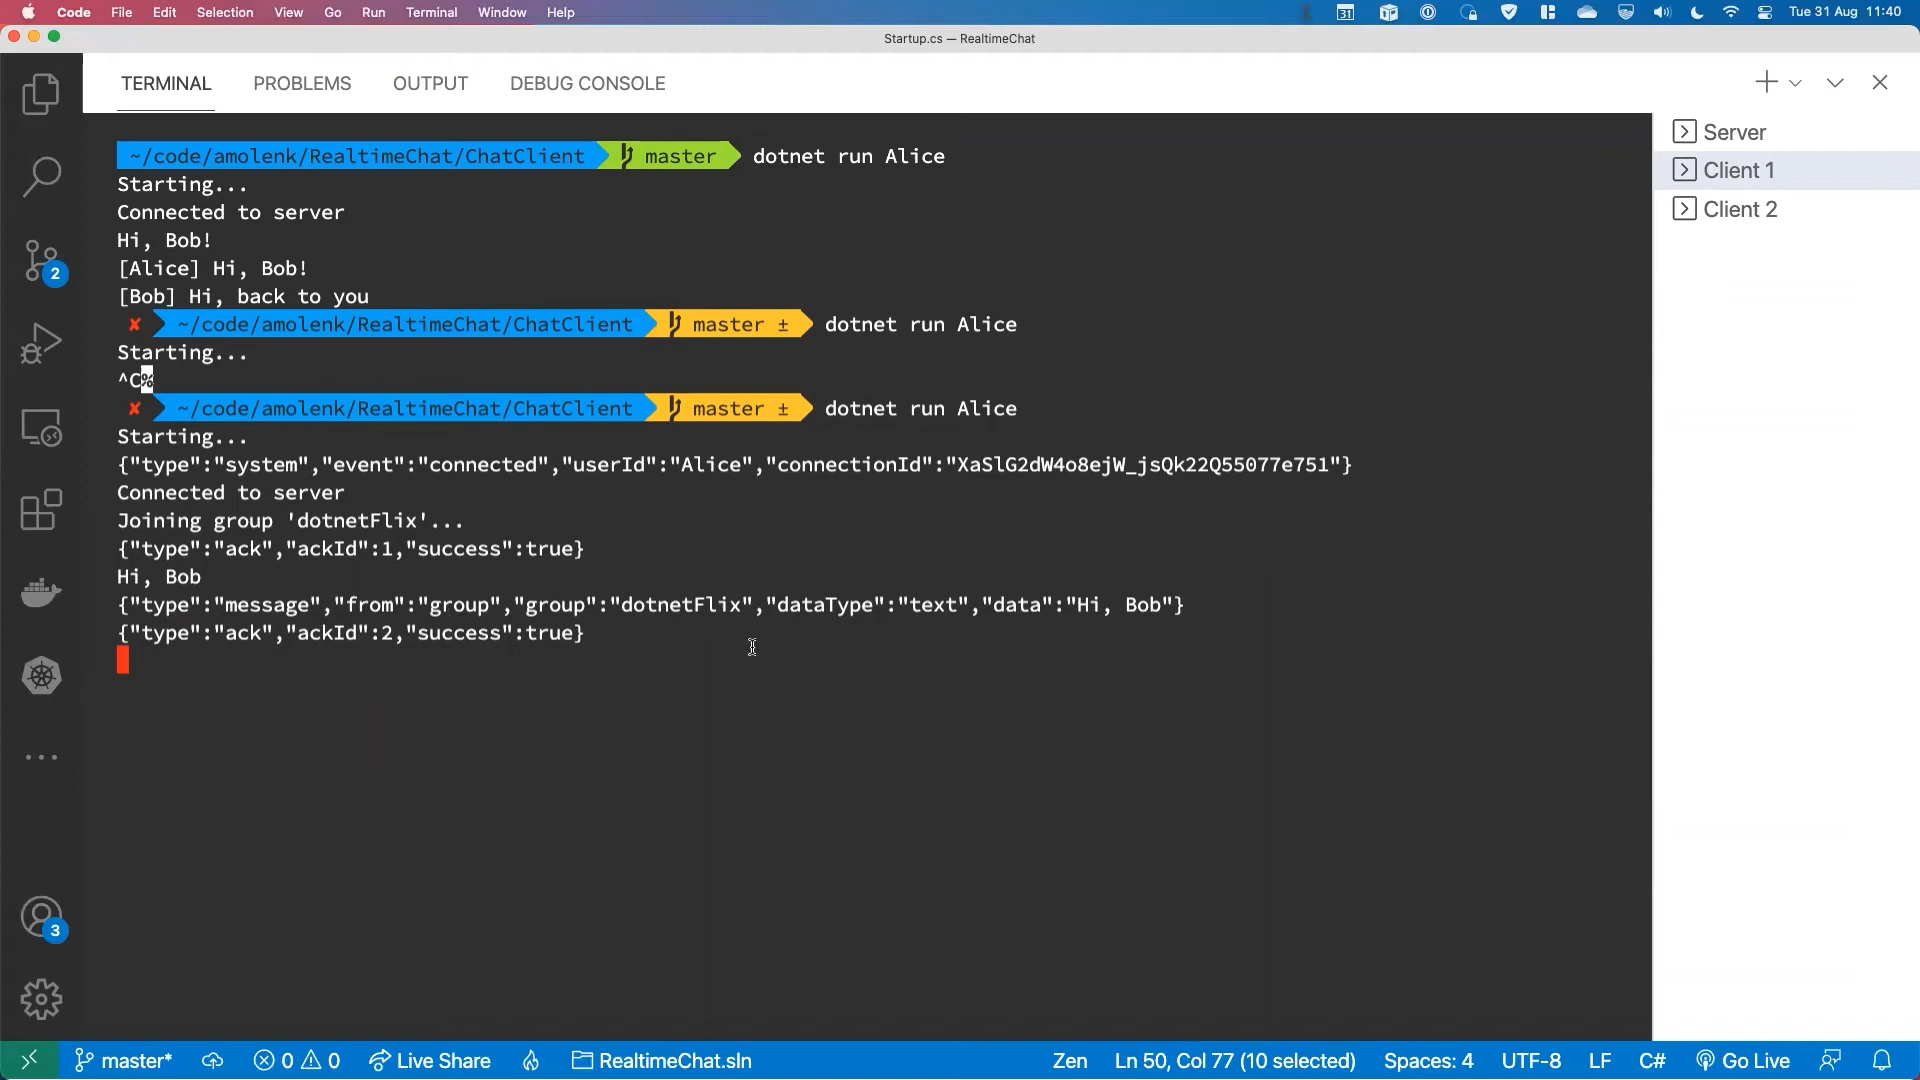 Code File Edit Selection View Go Run Terminal Window Help 31 Tue 31 Aug 11:40
Startup.cs — RealtimeChat
TERMINAL PROBLEMS OUTPUT DEBUG CONSOLE
~/code/amolenk/RealtimeChat/ChatClient master dotnet run Alice
Starting...
Connected to server
Hi, Bob!
[Alice] Hi, Bob!
[Bob] Hi, back to you
✘ ~/code/amolenk/RealtimeChat/ChatClient master ± dotnet run Alice
Starting...
^C%
✘ ~/code/amolenk/RealtimeChat/ChatClient master ± dotnet run Alice
Starting...
{"type":"system","event":"connected","userId":"Alice","connectionId":"XaSlG2dW4o8ejW_jsQk22Q55077e751"}
Connected to server
Joining group 'dotnetFlix'...
{"type":"ack","ackId":1,"success":true}
Hi, Bob
{"type":"message","from":"group","group":"dotnetFlix","dataType":"text","data":"Hi, Bob"}
{"type":"ack","ackId":2,"success":true}
Server
Client 1
Client 2
2
3
master* 0 0 Live Share RealtimeChat.sln Zen Ln 50, Col 77 (10 selected) Spaces: 4 UTF-8 LF C# Go Live